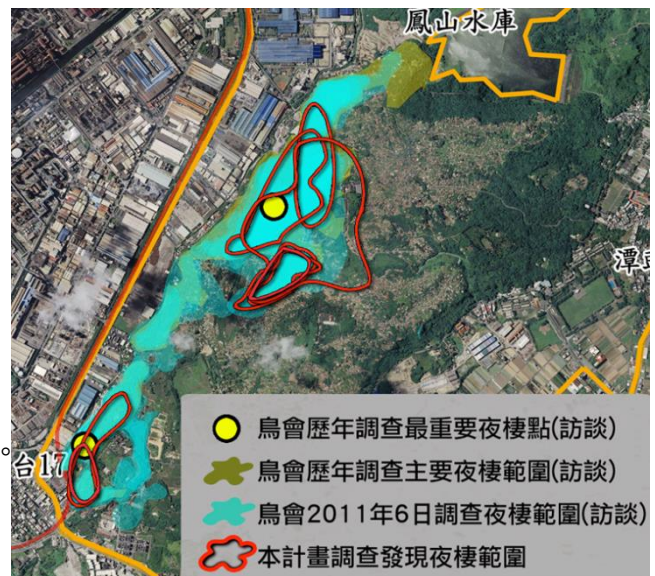 鳳山水庫
潭頭
。
台17
鳥會歷年調查最重要夜棲點(訪談)
鳥會歷年調查主要夜棲範圍(訪談)
鳥會2011年6日調查夜棲範圍(訪談)
本計畫調查發現夜棲範圍